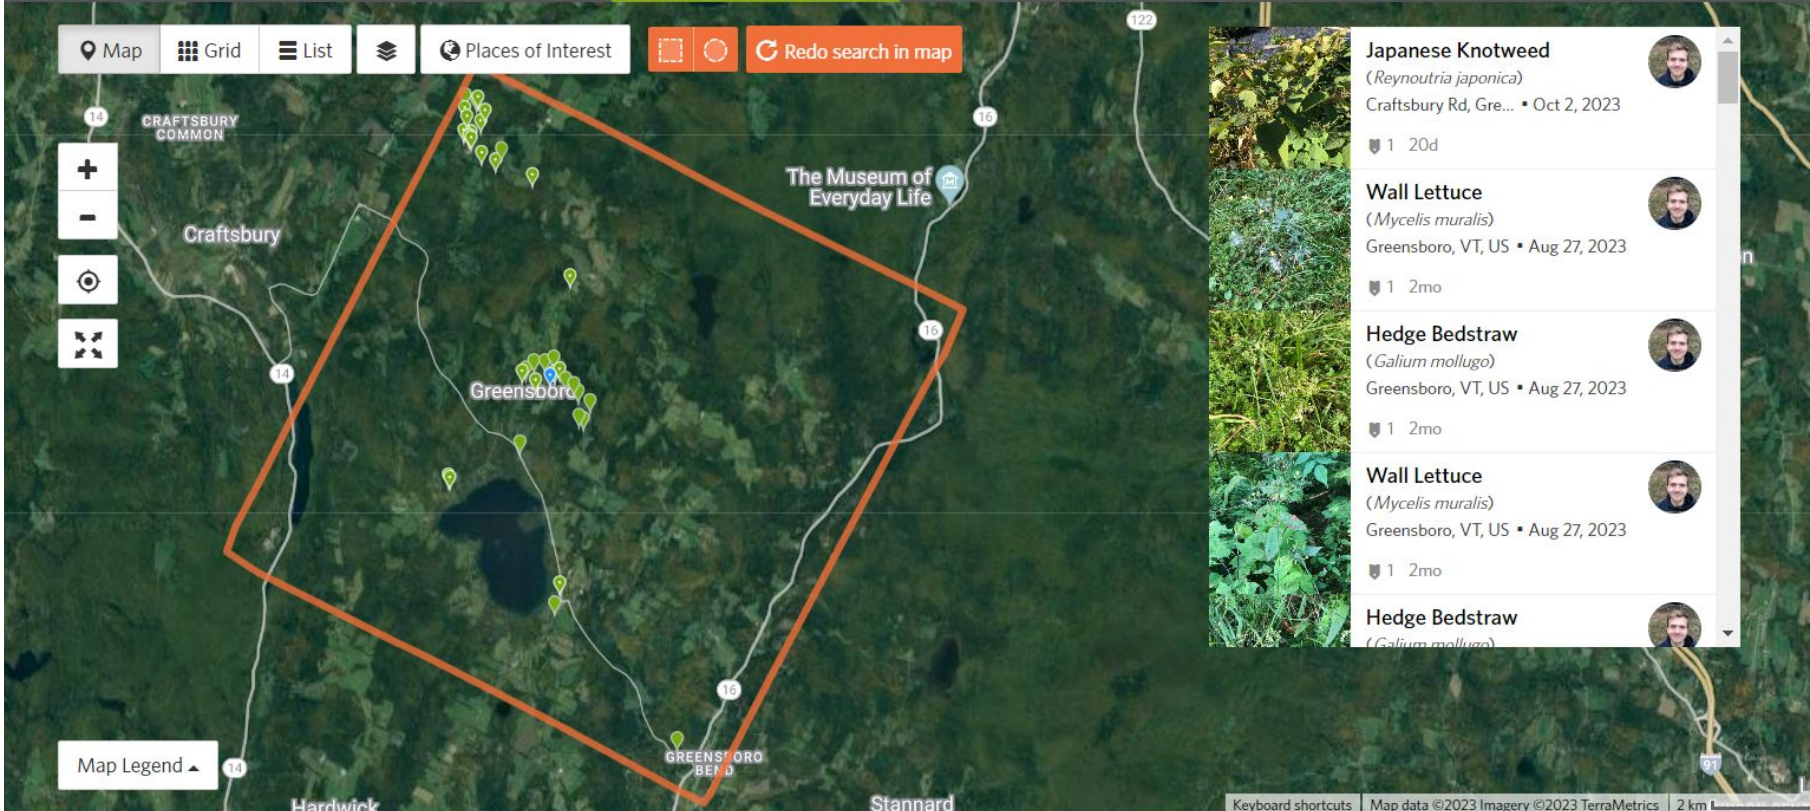 Map
Grid
List
Places of Interest
Redo search in map
122
14
CRAFTSBURY
COMMON
16
The Museum of
Everyday Life
Craftsbury
16
14
Greensboro
16
GREENSBORO
BEND
Map Legend
14
Hardwick
Stannard
91
Japanese Knotweed
(Reynoutria japonica)
Craftsbury Rd, Gre... ▪ Oct 2, 2023
1 20d
Wall Lettuce
(Mycelis muralis)
Greensboro, VT, US ▪ Aug 27, 2023
1 2mo
Hedge Bedstraw
(Galium mollugo)
Greensboro, VT, US ▪ Aug 27, 2023
1 2mo
Wall Lettuce
(Mycelis muralis)
Greensboro, VT, US ▪ Aug 27, 2023
1 2mo
Hedge Bedstraw
(Galium mollugo)
Keyboard shortcuts
Map data ©2023 Imagery ©2023 TerraMetrics
2 km